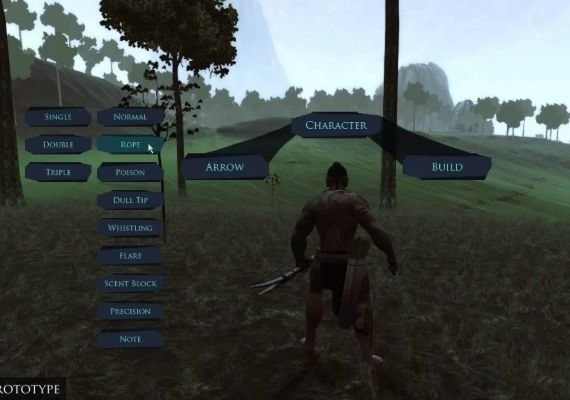 Single
Double
Triple
Normal
Rope
Poison
Dull Tip
Whistling
Flare
Scent Block
Precision
Note
Character
Arrow
Build
ROTOTYPE